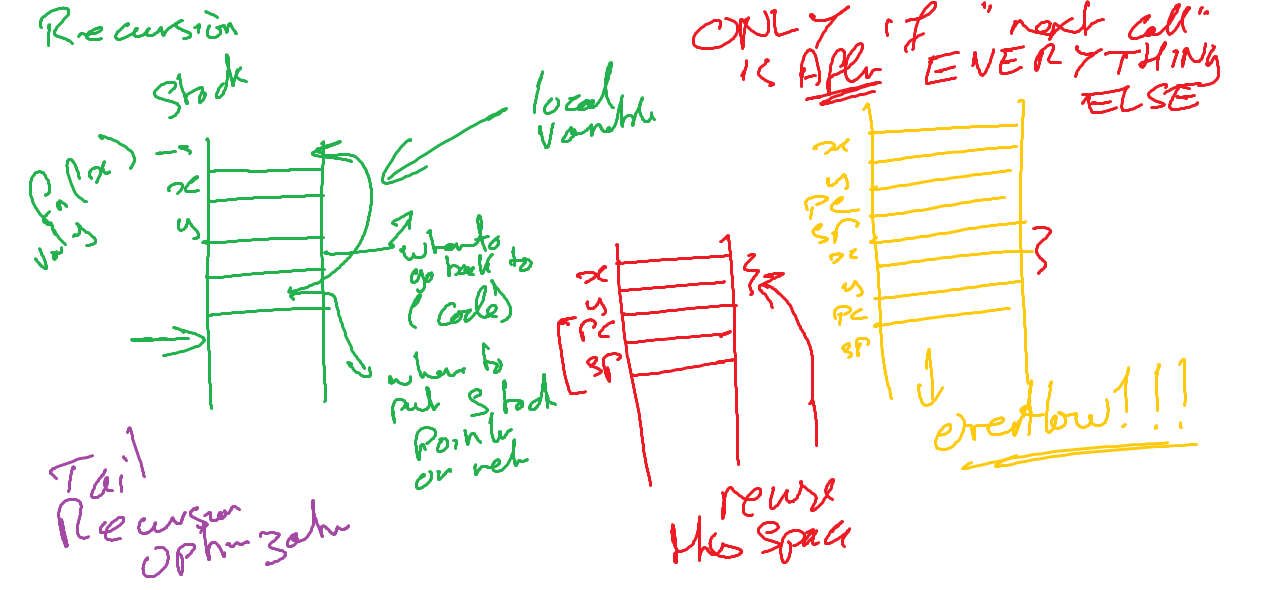 Recursion
Stack
fn(x)
var y
x
y
local
variable
where to
go back to
(code)
where to
put stack
pointer
on ret
Tail
Recursion
Optimization
x
y
PC
SP
reuse
this space
ONLY if "next call"
is After EVERYTHING
ELSE
x
y
PC
SP
x
y
PC
SP
overflow!!!